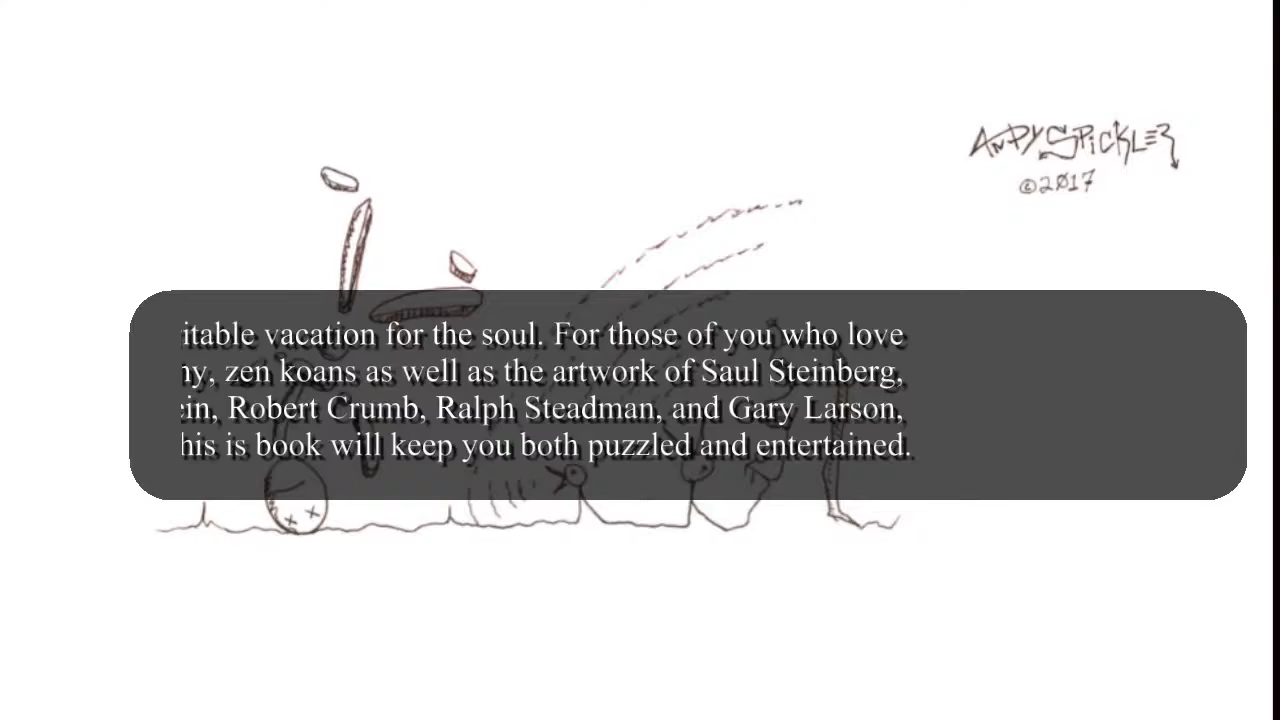 ANDY SPICKLER
©2017
itable vacation for the soul. For those of you who love
y, zen koans as well as the artwork of Saul Steinberg,
in, Robert Crumb, Ralph Steadman, and Gary Larson,
his is book will keep you both puzzled and entertained.